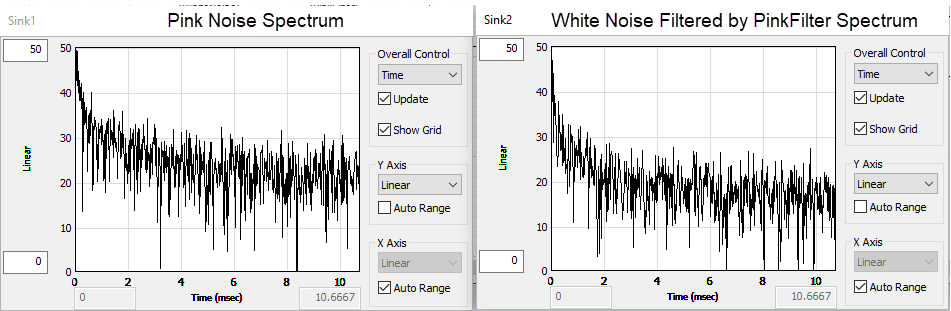 Sink1
Pink Noise Spectrum
50
50
40
30
20
10
0
0
Linear
0
2
4
6
8
10
Time (msec)
0
10.6667
Overall Control
Time
Update
Show Grid
Y Axis
Linear
Auto Range
X Axis
Linear
Auto Range
Sink2
White Noise Filtered by PinkFilter Spectrum
50
50
40
30
20
10
0
0
Linear
0
2
4
6
8
10
Time (msec)
0
10.6667
Overall Control
Time
Update
Show Grid
Y Axis
Linear
Auto Range
X Axis
Linear
Auto Range